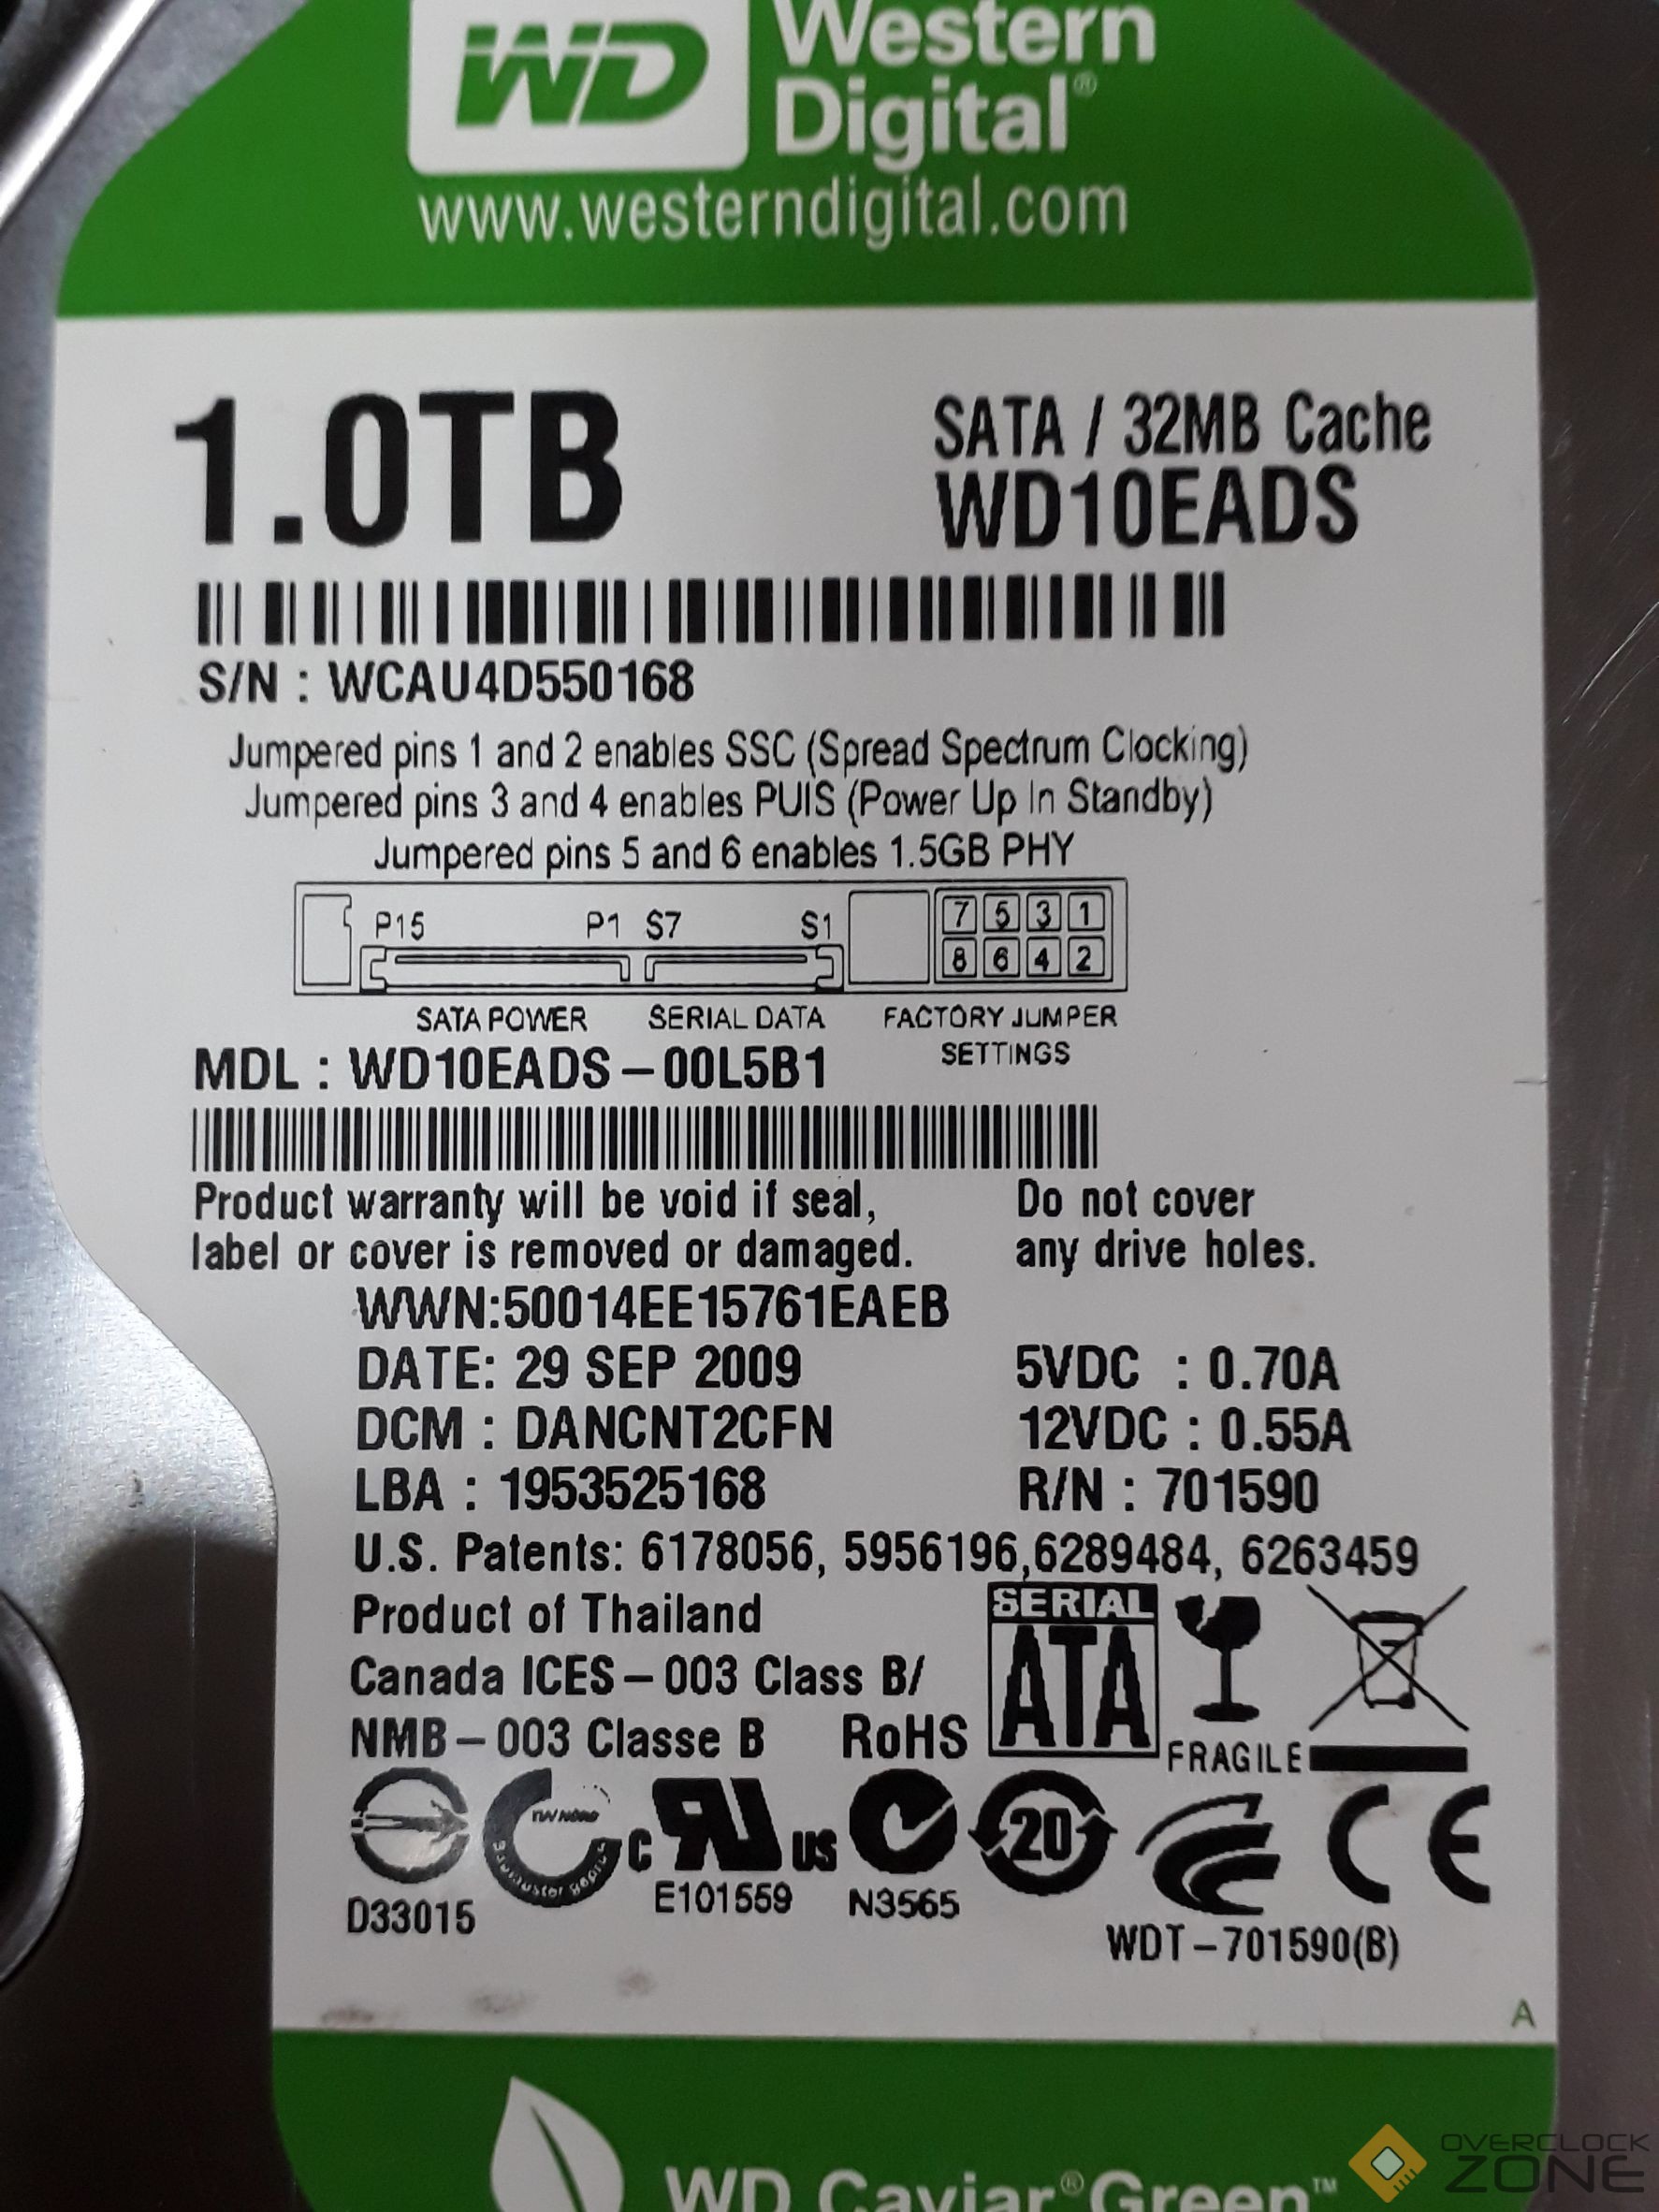 WD Western
Digital®
www.westerndigital.com
1.0TB
SATA / 32MB Cache
WD10EADS
S/N : WCAU4D550168
Jumpered pins 1 and 2 enables SSC (Spread Spectrum Clocking)
Jumpered pins 3 and 4 enables PUIS (Power Up In Standby)
Jumpered pins 5 and 6 enables 1.5GB PHY
P15 P1 S7 S1
7 5 3 1
8 6 4 2
SATA POWER SERIAL DATA FACTORY JUMPER
SETTINGS
MDL : WD10EADS – 00L5B1
Product warranty will be void if seal,
label or cover is removed or damaged.
Do not cover
any drive holes.
WWN:50014EE15761EAEB
DATE: 29 SEP 2009
5VDC : 0.70A
DCM : DANCNT2CFN
12VDC : 0.55A
LBA : 1953525168
R/N : 701590
U.S. Patents: 6178056, 5956196,6289484, 6263459
Product of Thailand
Canada ICES – 003 Class B/
NMB – 003 Classe B RoHS
SERIAL
ATA
FRAGILE
C US
20
CE
D33015
E101559
N3565
WDT – 701590(B)
A
WD Caviar® Green™
OVERCLOCK
ZONE